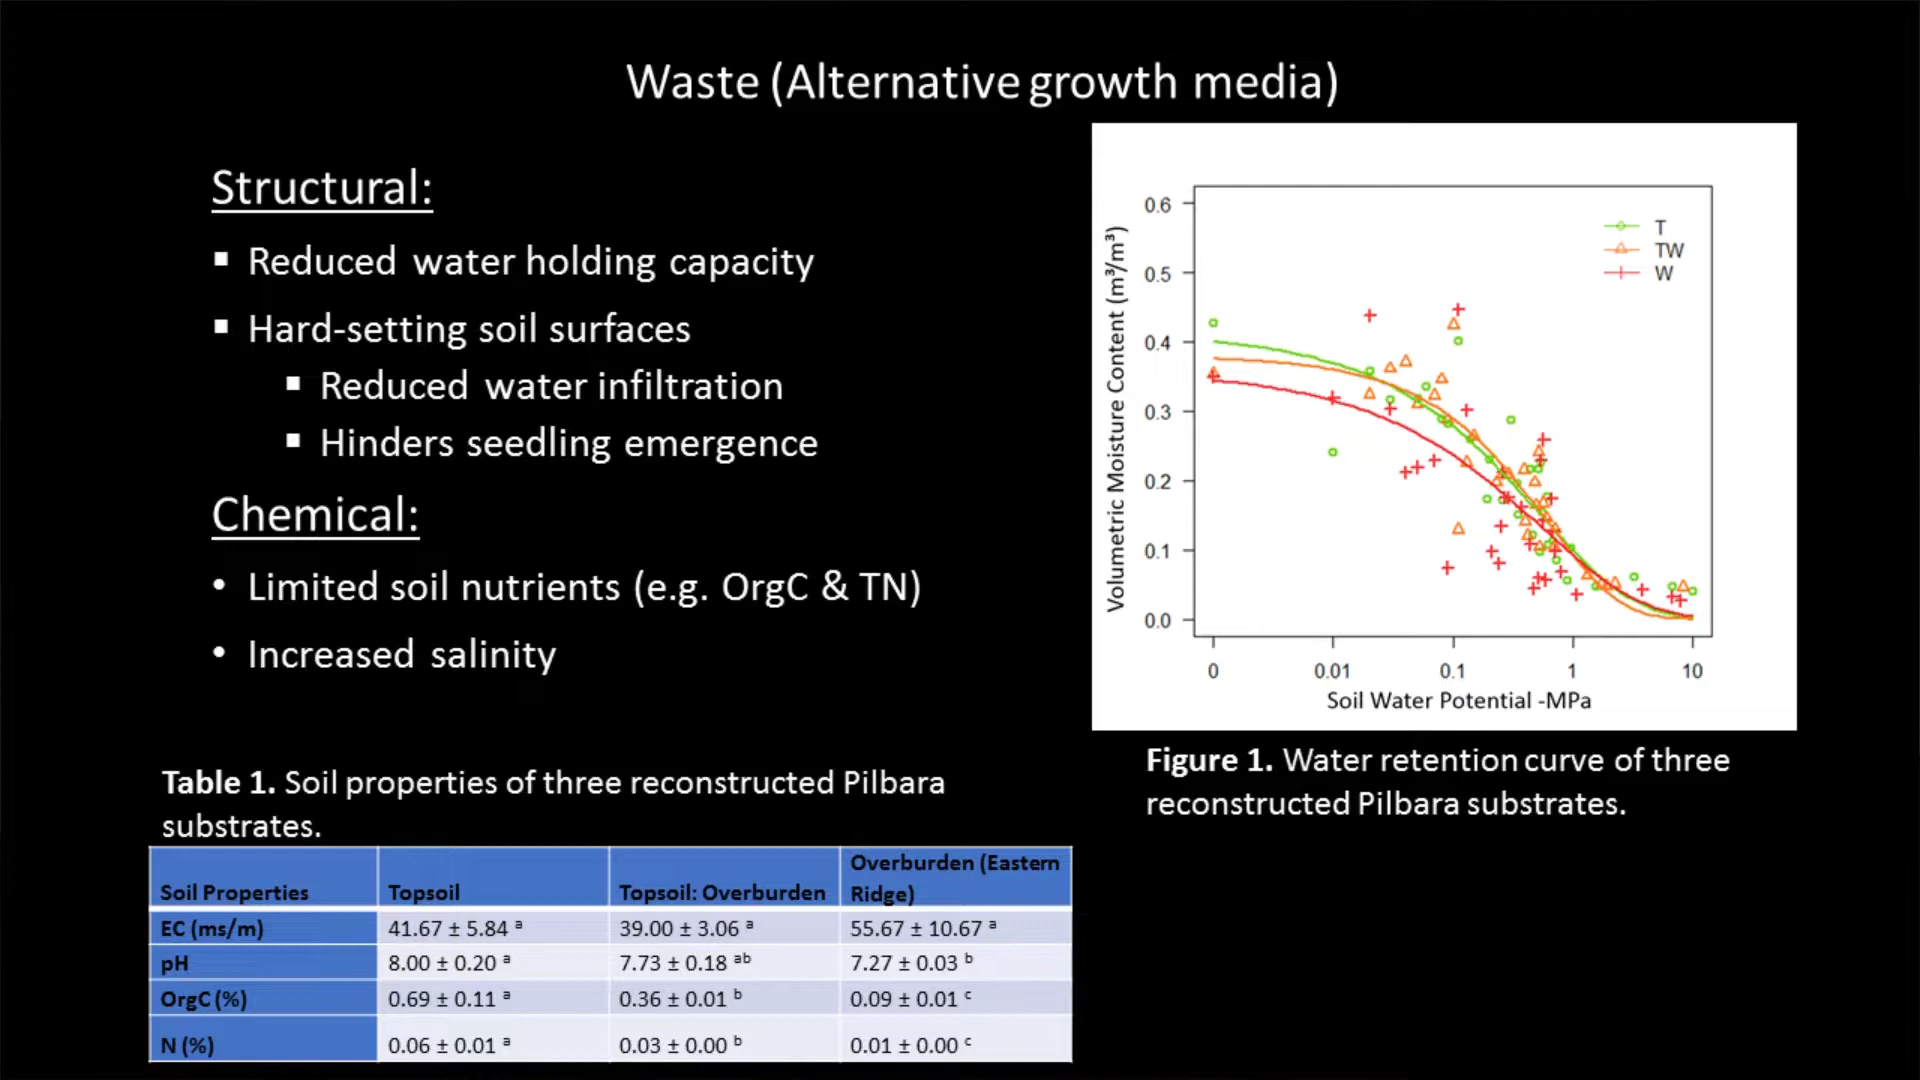 Waste (Alternative growth media)
Structural:
▪ Reduced water holding capacity
▪ Hard-setting soil surfaces
▪ Reduced water infiltration
▪ Hinders seedling emergence
Chemical:
• Limited soil nutrients (e.g. OrgC & TN)
• Increased salinity
Table 1. Soil properties of three reconstructed Pilbara
substrates.
Soil Properties Topsoil Topsoil: Overburden Overburden (Eastern
Ridge)
EC (ms/m) 41.67 ± 5.84 ª 39.00 ± 3.06 ª 55.67 ± 10.67 ª
pH 8.00 ± 0.20 ª 7.73 ± 0.18 ᵃᵇ 7.27 ± 0.03 ᵇ
OrgC (%) 0.69 ± 0.11 ª 0.36 ± 0.01 ᵇ 0.09 ± 0.01 ᶜ
N (%) 0.06 ± 0.01 ª 0.03 ± 0.00 ᵇ 0.01 ± 0.00 ᶜ
Volumetric Moisture Content (m³/m³)
0.6
0.5
0.4
0.3
0.2
0.1
0.0
T
TW
W
0 0.01 0.1 1 10
Soil Water Potential -MPa
Figure 1. Water retention curve of three
reconstructed Pilbara substrates.